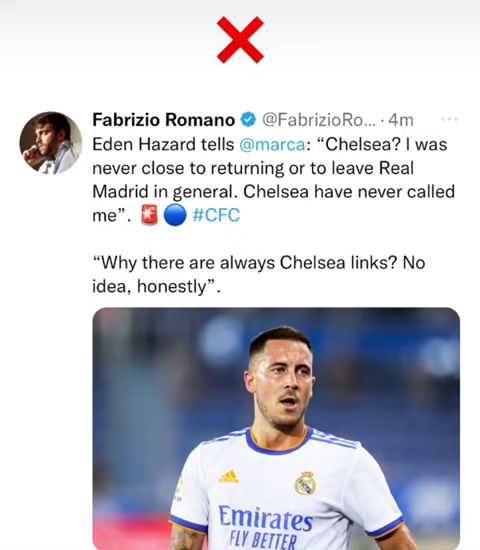 Fabrizio Romano @FabrizioRo... · 4m
Eden Hazard tells @marca: “Chelsea? I was
never close to returning or to leave Real
Madrid in general. Chelsea have never called
me”. 🚨🔵 #CFC
“Why there are always Chelsea links? No
idea, honestly”.
Emirates
FLY BETTER